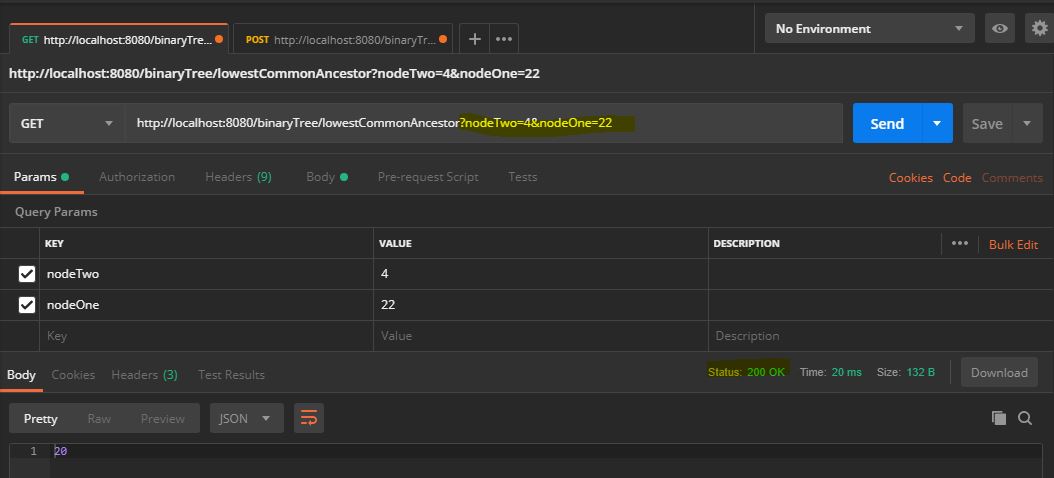 GET http://localhost:8080/binaryTre... POST http://localhost:8080/binaryTr... + ••• No Environment
http://localhost:8080/binaryTree/lowestCommonAncestor?nodeTwo=4&nodeOne=22
GET http://localhost:8080/binaryTree/lowestCommonAncestor?nodeTwo=4&nodeOne=22 Send Save
Params Authorization Headers (9) Body Pre-request Script Tests Cookies Code Comments
Query Params
KEY VALUE DESCRIPTION ••• Bulk Edit
nodeTwo 4
nodeOne 22
Key Value Description
Body Cookies Headers (3) Test Results Status: 200 OK Time: 20 ms Size: 132 B Download
Pretty Raw Preview JSON
1 20